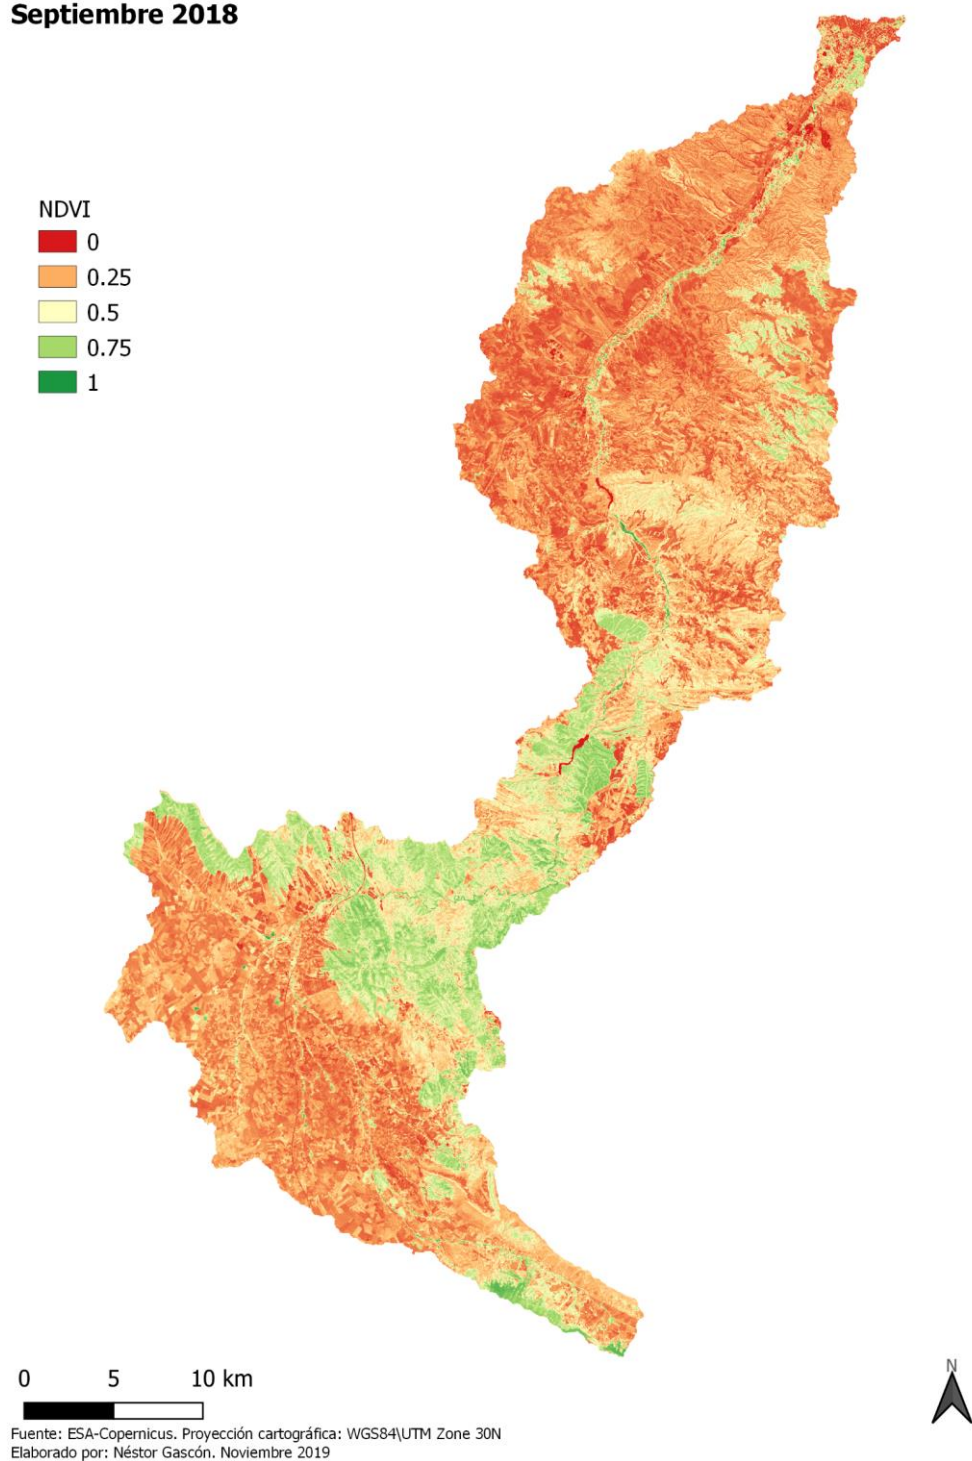 Septiembre 2018
NDVI
0
0.25
0.5
0.75
1
0 5 10 km
N
Fuente: ESA-Copernicus. Proyección cartográfica: WGS84\UTM Zone 30N
Elaborado por: Néstor Gascón. Noviembre 2019